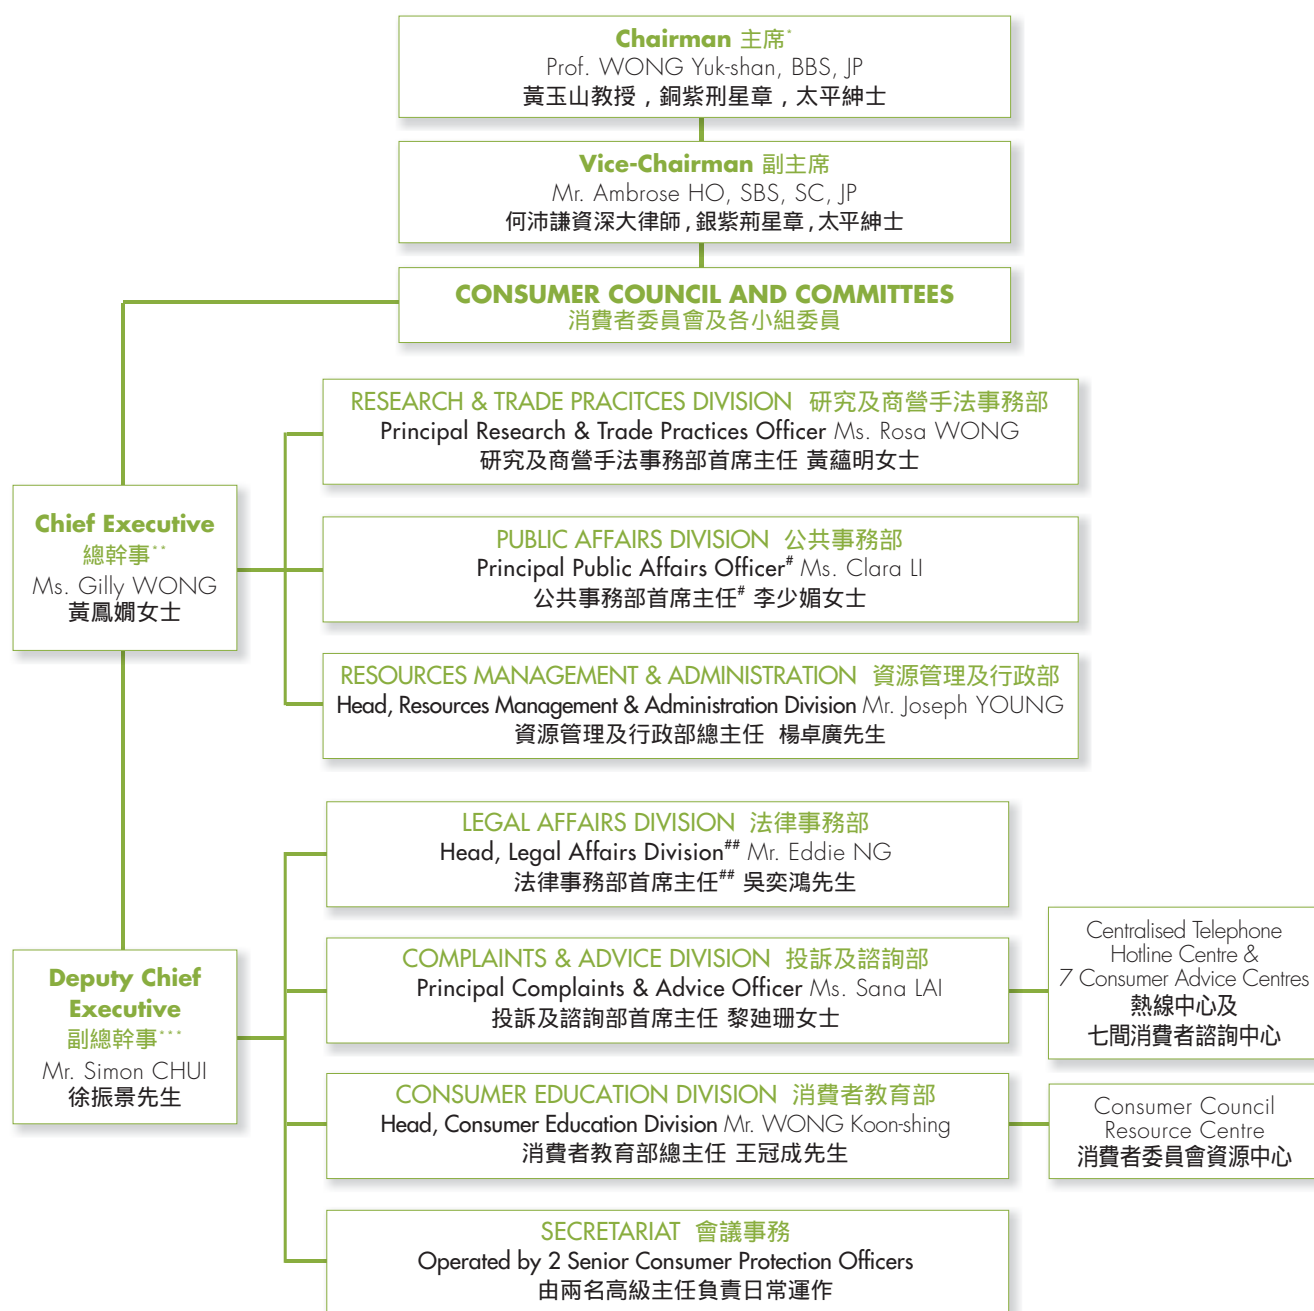 Chairman 主席*
Prof. WONG Yuk-shan, BBS, JP
黃玉山教授，銅紫刑星章，太平紳士
Vice-Chairman 副主席
Mr. Ambrose HO, SBS, SC, JP
何沛謙資深大律師，銀紫荊星章，太平紳士
CONSUMER COUNCIL AND COMMITTEES
消費者委員會及各小組委員
RESEARCH & TRADE PRACITCES DIVISION 研究及商營手法事務部
Principal Research & Trade Practices Officer Ms. Rosa WONG
研究及商營手法事務部首席主任 黃蘊明女士
Chief Executive
總幹事**
Ms. Gilly WONG
黃鳳嫺女士
PUBLIC AFFAIRS DIVISION 公共事務部
Principal Public Affairs Officer# Ms. Clara LI
公共事務部首席主任# 李少媚女士
RESOURCES MANAGEMENT & ADMINISTRATION 資源管理及行政部
Head, Resources Management & Administration Division Mr. Joseph YOUNG
資源管理及行政部總主任 楊卓廣先生
LEGAL AFFAIRS DIVISION 法律事務部
Head, Legal Affairs Division## Mr. Eddie NG
法律事務部首席主任## 吳奕鴻先生
Deputy Chief
Executive
副總幹事***
Mr. Simon CHUI
徐振景先生
COMPLAINTS & ADVICE DIVISION 投訴及諮詢部
Principal Complaints & Advice Officer Ms. Sana LAI
投訴及諮詢部首席主任 黎廸珊女士
Centralised Telephone
Hotline Centre &
7 Consumer Advice Centres
熱線中心及
七間消費者諮詢中心
CONSUMER EDUCATION DIVISION 消費者教育部
Head, Consumer Education Division Mr. WONG Koon-shing
消費者教育部總主任 王冠成先生
Consumer Council
Resource Centre
消費者委員會資源中心
SECRETARIAT 會議事務
Operated by 2 Senior Consumer Protection Officers
由兩名高級主任負責日常運作